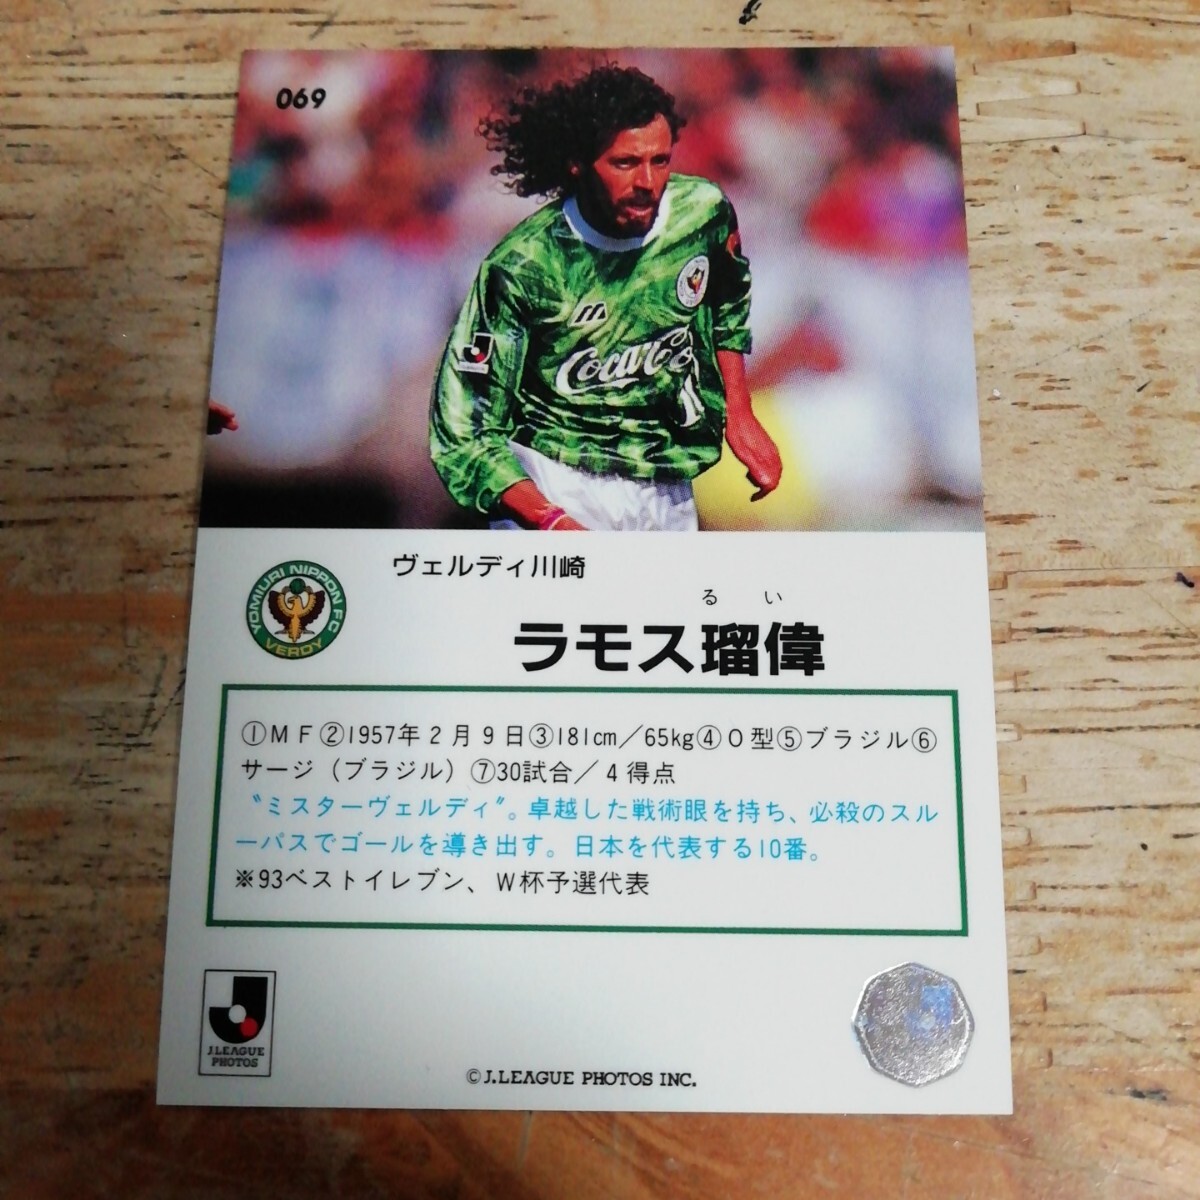 069
Coca-Co
J.LEAGUE
ヴェルディ川崎
YOMIURI NIPPON FC
VERDY
るい
ラモス瑠偉
①ＭＦ②1957年２月９日③181cm／65kg④Ｏ型⑤ブラジル⑥
サージ（ブラジル）⑦30試合／４得点
〝ミスターヴェルディ〟。卓越した戦術眼を持ち、必殺のスル
ーパスでゴールを導き出す。日本を代表する10番。
※93ベストイレブン、Ｗ杯予選代表
J.LEAGUE
PHOTOS
©J.LEAGUE PHOTOS INC.